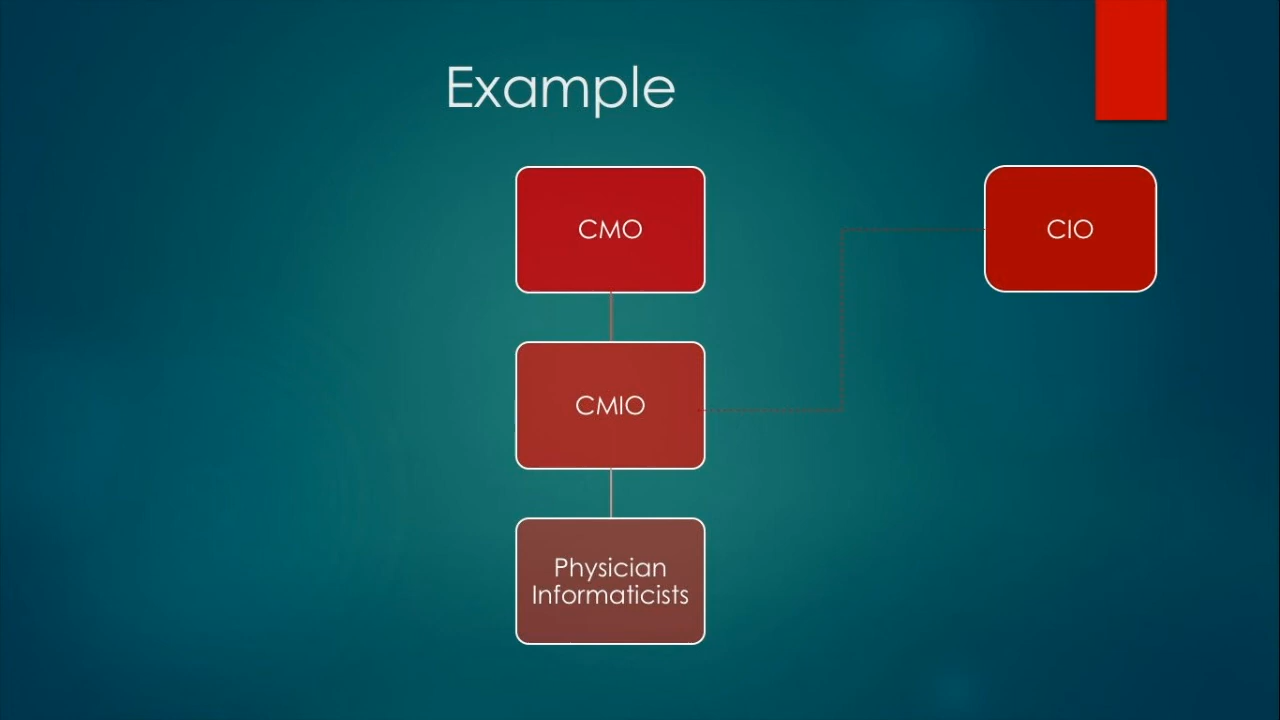 Example
CMO
CIO
CMIO
Physician
Informaticists